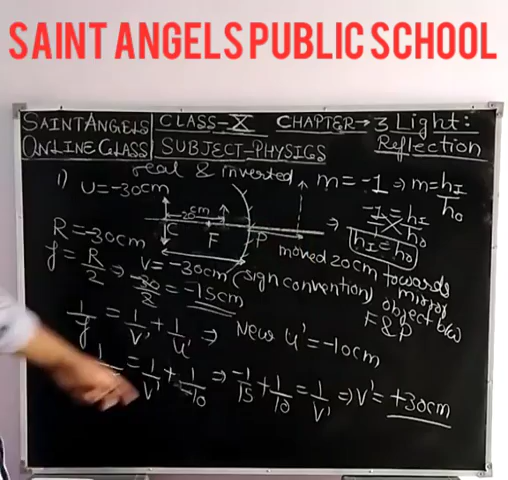 SAINT ANGELS PUBLIC SCHOOL
SAINT ANGELS CLASS-X CHAPTER→3 Light:
ONLINE CLASS SUBJECT-PHYSICS Reflection
real & inverted
1) U=-30cm
m=-1 ⇒ m=hI/ho
20cm
⇒ -1/1=hI/ho
C F P
hI=ho
R=-30cm
f=R/2 ⇒ V=-30cm (sign convention)
moved 20cm towards mirror
-30/2=-15cm
object b/w F&P
1/f=1/V'+1/U' ⇒ New U'=-10cm
=1/V'+1/-10 ⇒ -1/15+1/10=1/V' ⇒ V'=+30cm